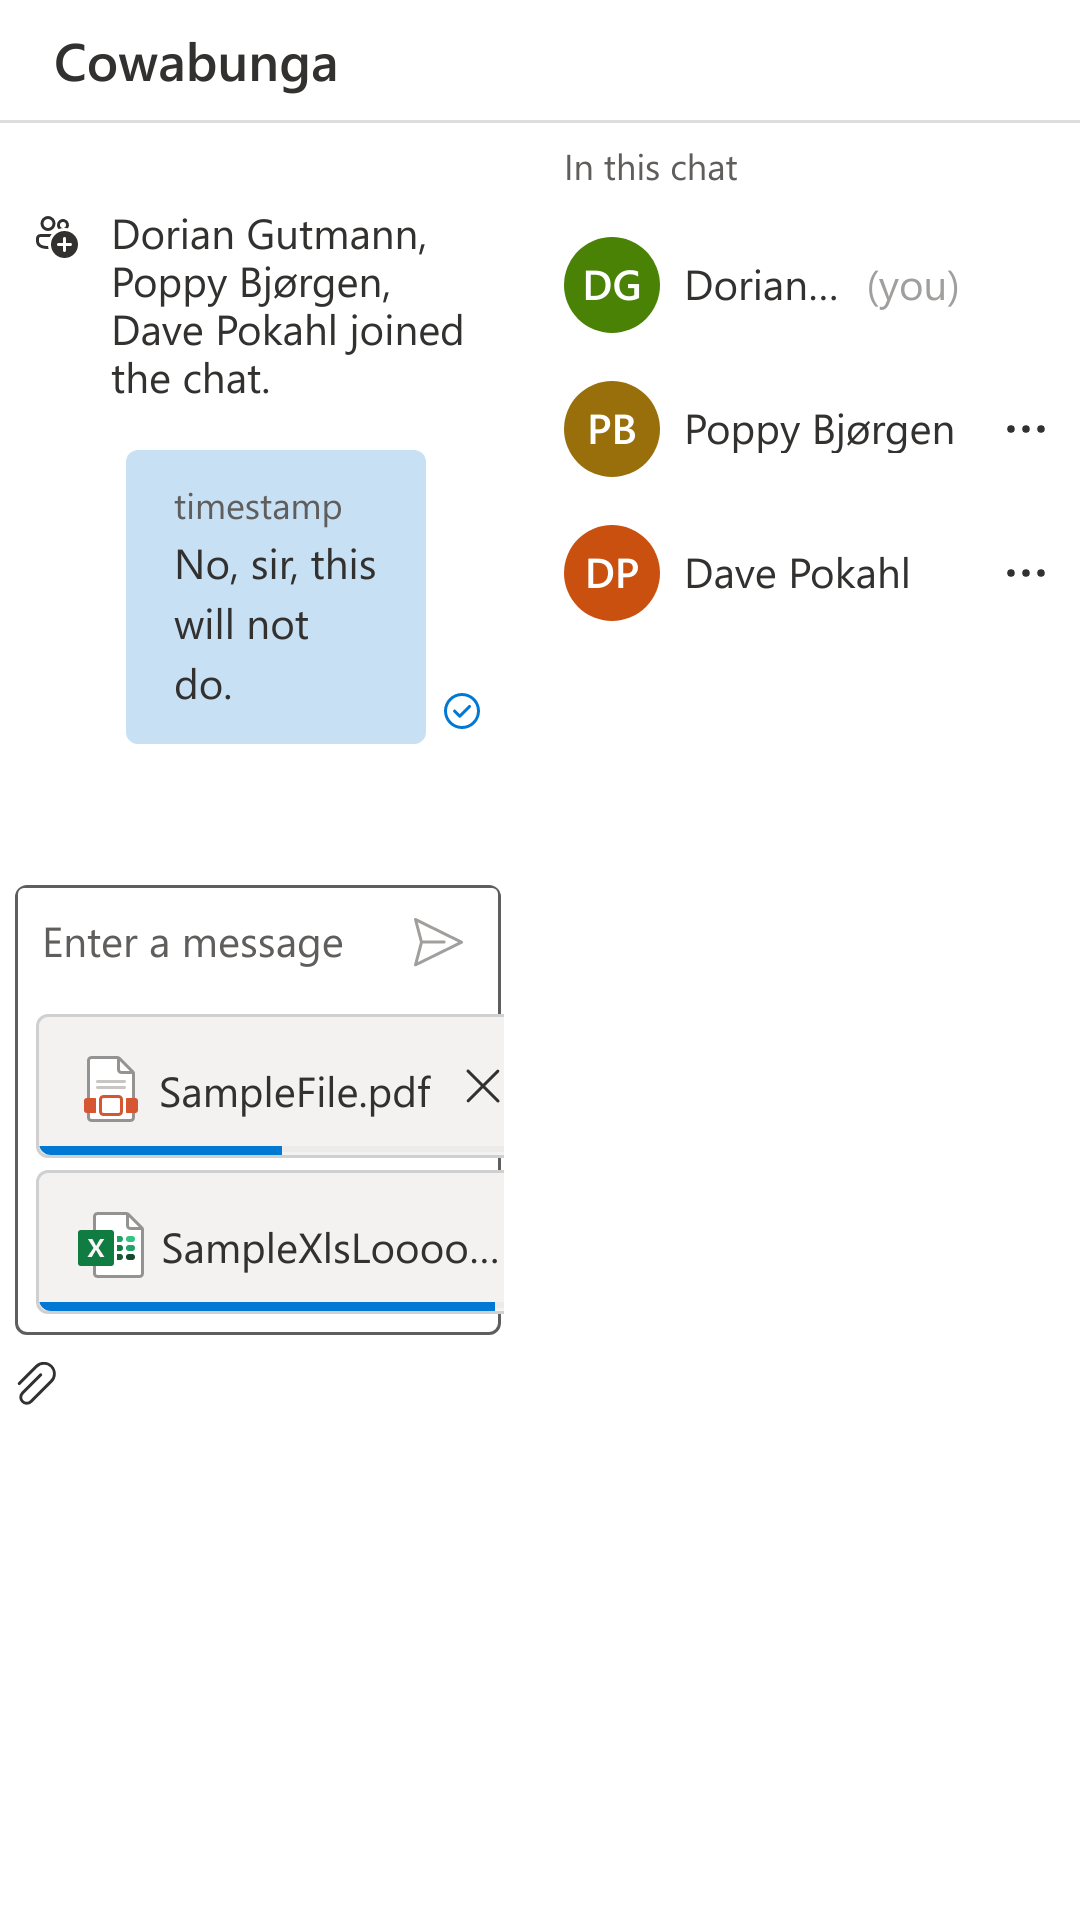 Cowabunga
Dorian Gutmann,
Poppy Bjørgen,
Dave Pokahl joined
the chat.
timestamp
No, sir, this
will not
do.
Enter a message
SampleFile.pdf
X
SampleXlsLoooo...
In this chat
DG Dorian... (you)
PB Poppy Bjørgen
DP Dave Pokahl